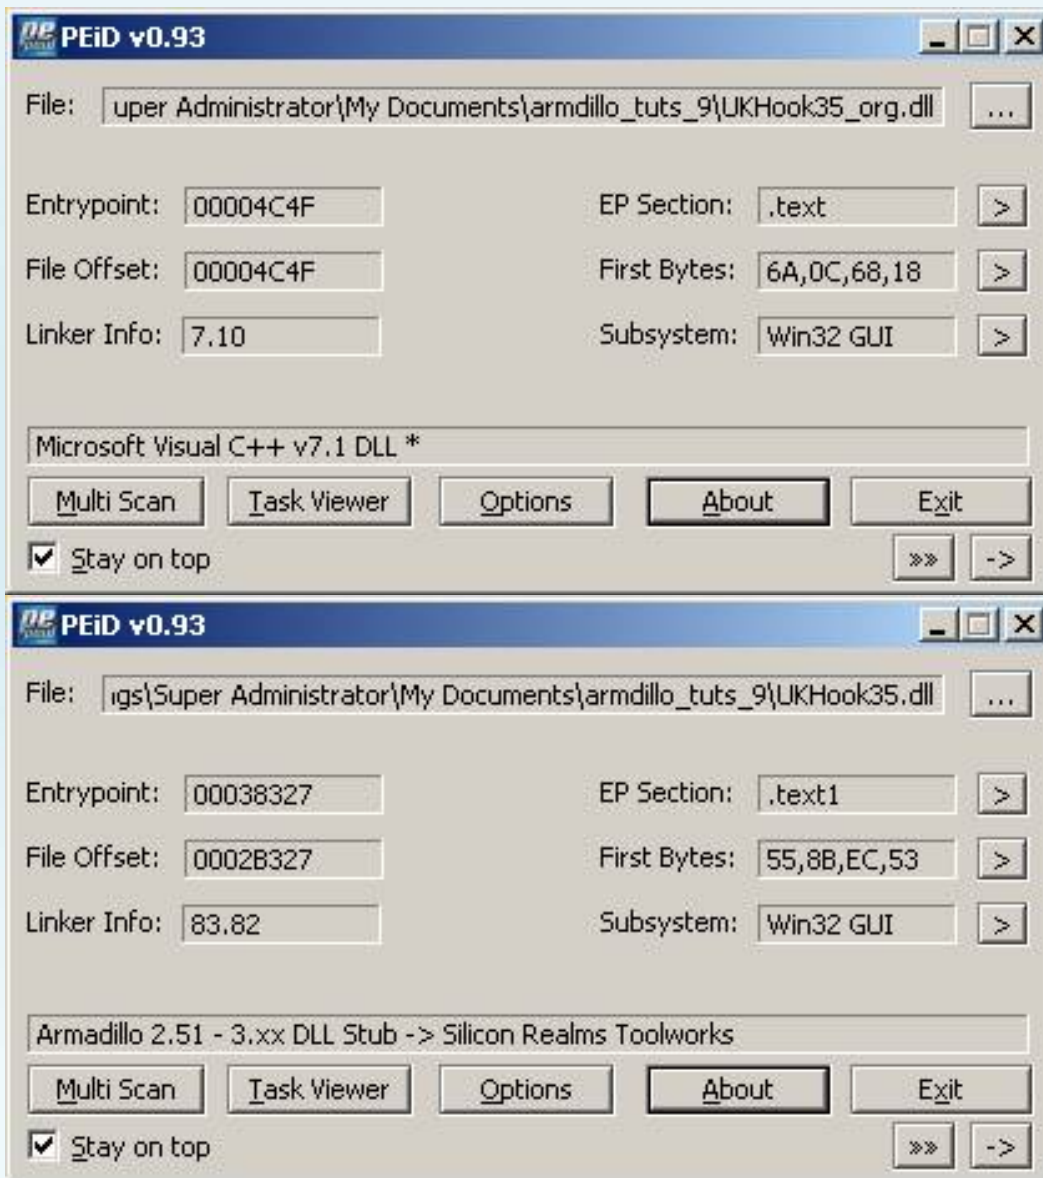 PEiD v0.93
File: uper Administrator\My Documents\armdillo_tuts_9\UKHook35_org.dll ...
Entrypoint: 00004C4F EP Section: .text >
File Offset: 00004C4F First Bytes: 6A,0C,68,18 >
Linker Info: 7.10 Subsystem: Win32 GUI >
Microsoft Visual C++ v7.1 DLL *
Multi Scan Task Viewer Options About Exit
Stay on top »» ->
PEiD v0.93
File: ıgs\Super Administrator\My Documents\armdillo_tuts_9\UKHook35.dll ...
Entrypoint: 00038327 EP Section: .text1 >
File Offset: 0002B327 First Bytes: 55,8B,EC,53 >
Linker Info: 83.82 Subsystem: Win32 GUI >
Armadillo 2.51 - 3.xx DLL Stub -> Silicon Realms Toolworks
Multi Scan Task Viewer Options About Exit
Stay on top »» ->